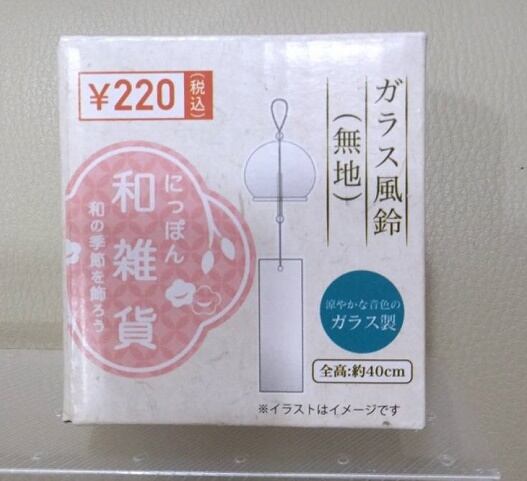 ¥220
(税込)
ガラス風鈴
(無地)
にっぽん
和雑貨
和の季節を飾ろう
涼やかな音色の
ガラス製
全高:約40cm
※イラストはイメージです